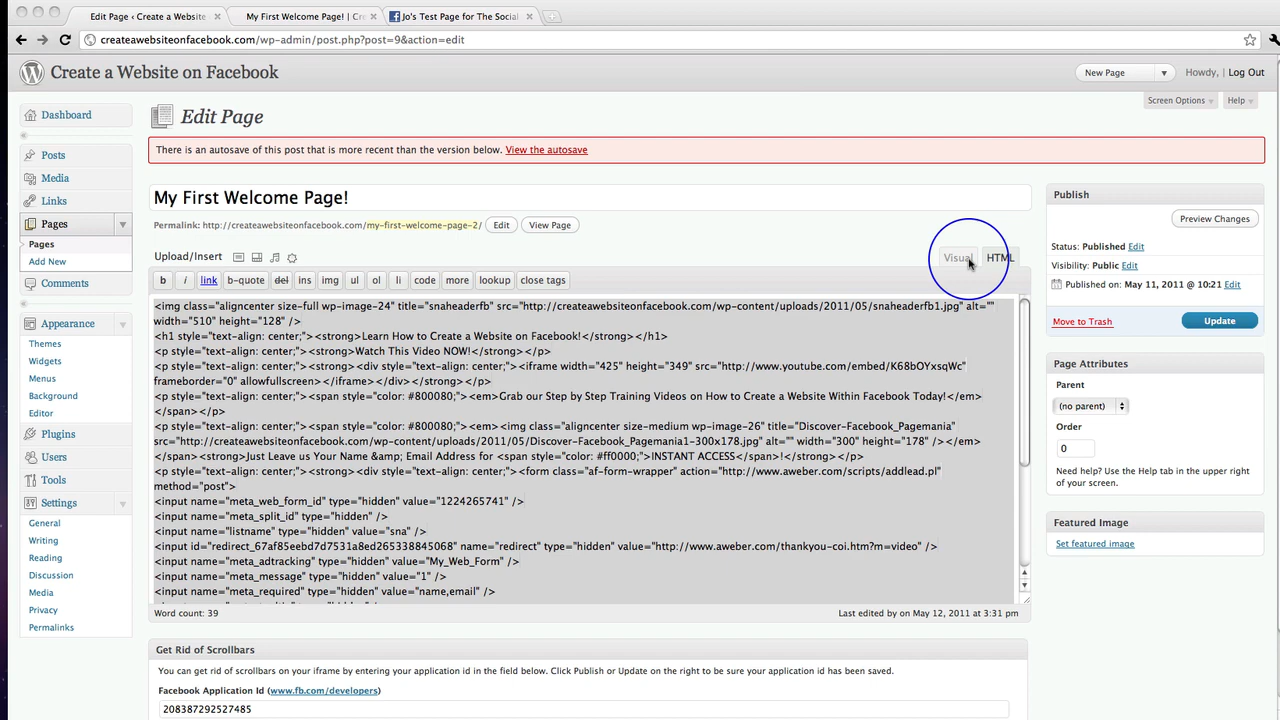 Edit Page ‹ Create a Website
My First Welcome Page! | Cr
Jo's Test Page for The Social
createawebsiteonfacebook.com/wp-admin/post.php?post=9&action=edit
Create a Website on Facebook
New Page
Howdy, | Log Out
Screen Options
Help
Dashboard
Posts
Media
Links
Pages
Pages
Add New
Comments
Appearance
Themes
Widgets
Menus
Background
Editor
Plugins
Users
Tools
Settings
General
Writing
Reading
Discussion
Media
Privacy
Permalinks
Edit Page
There is an autosave of this post that is more recent than the version below. View the autosave
My First Welcome Page!
Permalink: http://createawebsiteonfacebook.com/my-first-welcome-page-2/ Edit View Page
Upload/Insert
Visual
HTML
b i link b-quote del ins img ul ol li code more lookup close tags
<img class="aligncenter size-full wp-image-24" title="snaheaderfb" src="http://createawebsiteonfacebook.com/wp-content/uploads/2011/05/snaheaderfb1.jpg" alt=""
width="510" height="128" />
<h1 style="text-align: center;"><strong>Learn How to Create a Website on Facebook!</strong></h1>
<p style="text-align: center;"><strong>Watch This Video NOW!</strong></p>
<p style="text-align: center;"><strong><div style="text-align: center;"><iframe width="425" height="349" src="http://www.youtube.com/embed/K68bOYxsqWc"
frameborder="0" allowfullscreen></iframe></div></strong></p>
<p style="text-align: center;"><span style="color: #800080;"><em>Grab our Step by Step Training Videos on How to Create a Website Within Facebook Today!</em>
</span></p>
<p style="text-align: center;"><span style="color: #800080;"><em><img class="aligncenter size-medium wp-image-26" title="Discover-Facebook_Pagemania"
src="http://createawebsiteonfacebook.com/wp-content/uploads/2011/05/Discover-Facebook_Pagemania1-300x178.jpg" alt="" width="300" height="178" /></em>
</span><strong>Just Leave us Your Name &amp; Email Address for <span style="color: #ff0000;">INSTANT ACCESS</span>!</strong></p>
<p style="text-align: center;"><strong><div style="text-align: center;"><form class="af-form-wrapper" action="http://www.aweber.com/scripts/addlead.pl"
method="post">
<input name="meta_web_form_id" type="hidden" value="1224265741" />
<input name="meta_split_id" type="hidden" />
<input name="listname" type="hidden" value="sna" />
<input id="redirect_67af85eebd7d7531a8ed265338845068" name="redirect" type="hidden" value="http://www.aweber.com/thankyou-coi.htm?m=video" />
<input name="meta_adtracking" type="hidden" value="My_Web_Form" />
<input name="meta_message" type="hidden" value="1" />
<input name="meta_required" type="hidden" value="name,email" />
Word count: 39
Last edited by on May 12, 2011 at 3:31 pm
Get Rid of Scrollbars
You can get rid of scrollbars on your iframe by entering your application id in the field below. Click Publish or Update on the right to be sure your application id has been saved.
Facebook Application Id (www.fb.com/developers)
208387292527485
Publish
Preview Changes
Status: Published Edit
Visibility: Public Edit
Published on: May 11, 2011 @ 10:21 Edit
Move to Trash
Update
Page Attributes
Parent
(no parent)
Order
0
Need help? Use the Help tab in the upper right
of your screen.
Featured Image
Set featured image